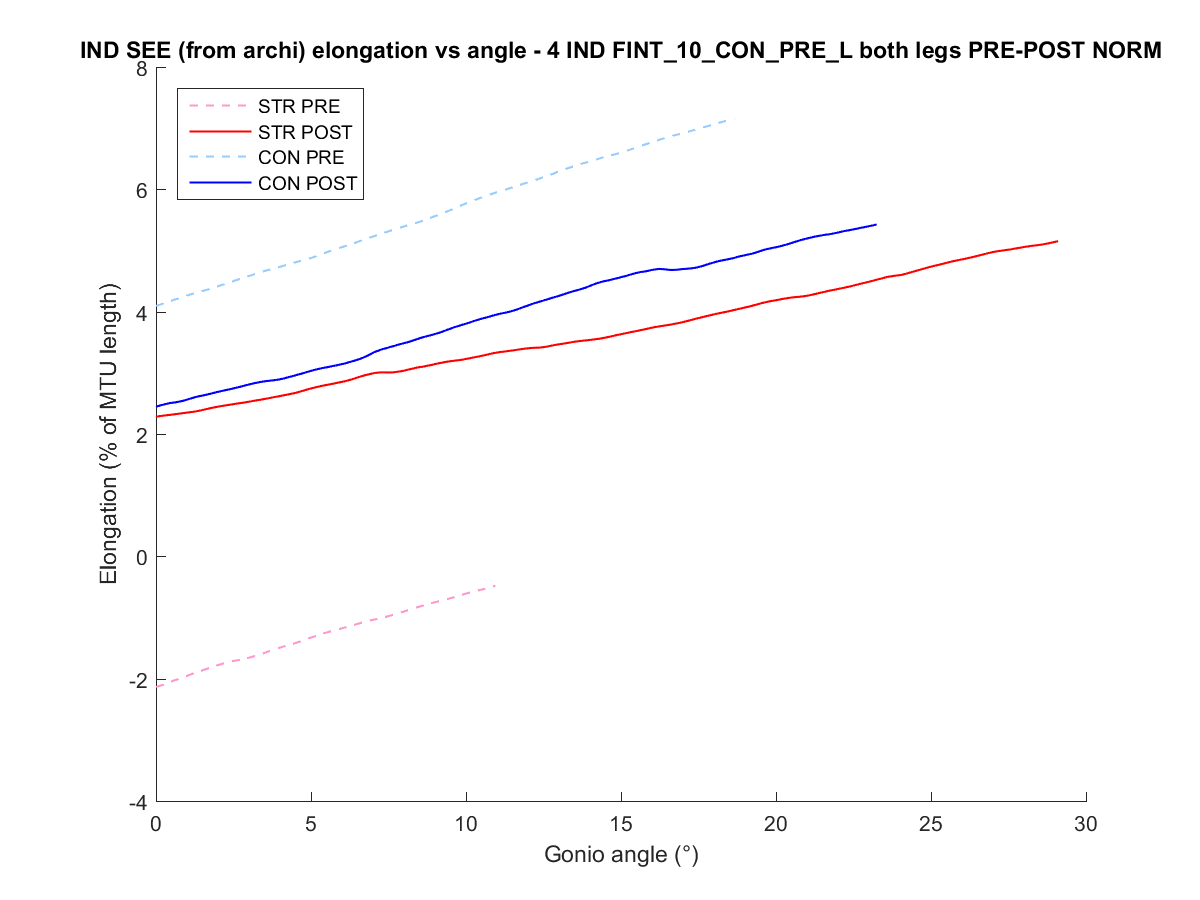 IND SEE (from archi) elongation vs angle - 4 IND FINT_10_CON_PRE_L both legs PRE-POST NORM
STR PRE
STR POST
CON PRE
CON POST
Elongation (% of MTU length)
8
6
4
2
0
-2
-4
0 5 10 15 20 25 30
Gonio angle (°)